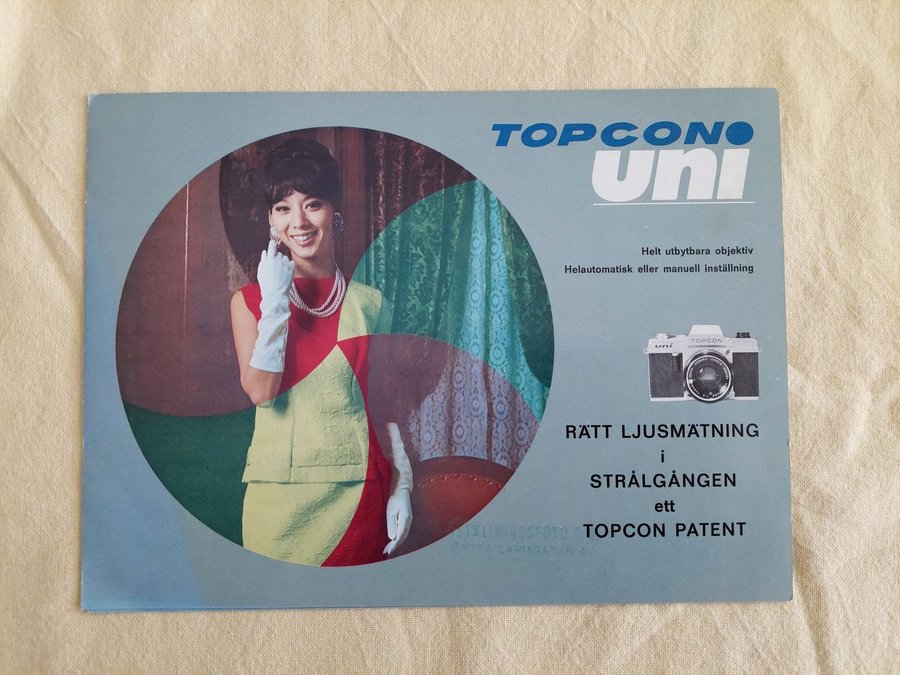 TOPCON
uni
Helt utbytbara objektiv
Helautomatisk eller manuell inställning
uni TOPCON
RÄTT LJUSMÄTNING
i
STRÅLGÅNGEN
ett
TOPCON PATENT